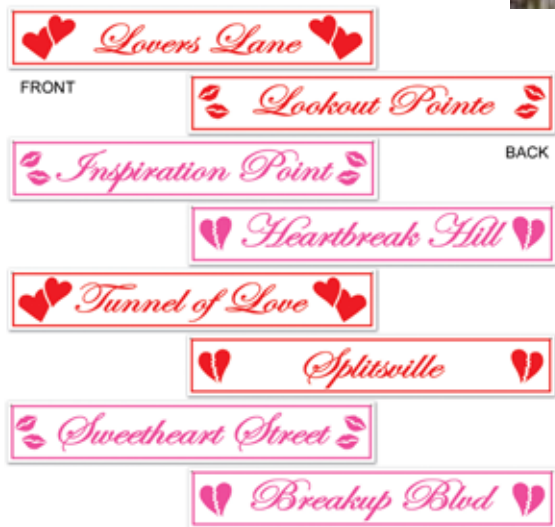 Lovers Lane
FRONT
Lookout Pointe
Inspiration Point
BACK
Heartbreak Hill
Tunnel of Love
Splitsville
Sweetheart Street
Breakup Blvd